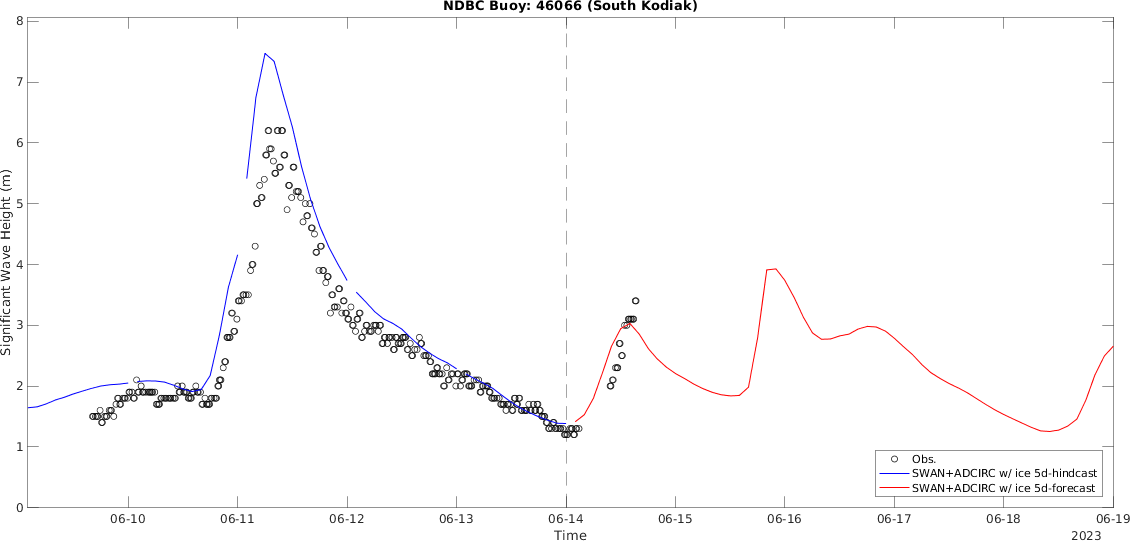 NDBC Buoy: 46066 (South Kodiak)
8
7
6
5
4
3
2
1
0
Significant Wave Height (m)
Obs.
SWAN+ADCIRC w/ ice 5d-hindcast
SWAN+ADCIRC w/ ice 5d-forecast
06-10 06-11 06-12 06-13 06-14 06-15 06-16 06-17 06-18 06-19
Time
2023